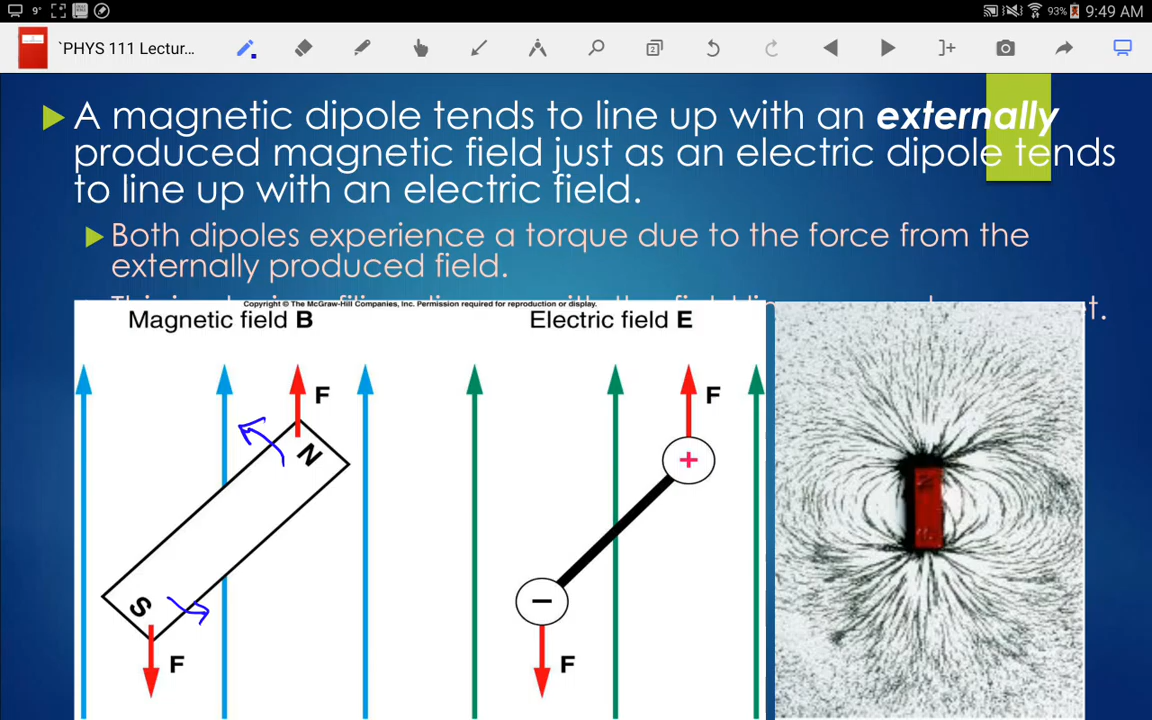 9°
93%
9:49 AM
`PHYS 111 Lectur...
2
A magnetic dipole tends to line up with an externally
produced magnetic field just as an electric dipole tends
to line up with an electric field.
Both dipoles experience a torque due to the force from the
externally produced field.
Copyright © The McGraw-Hill Companies, Inc. Permission required for reproduction or display.
Magnetic field B
Electric field E
F
F
N
+
S
−
F
F